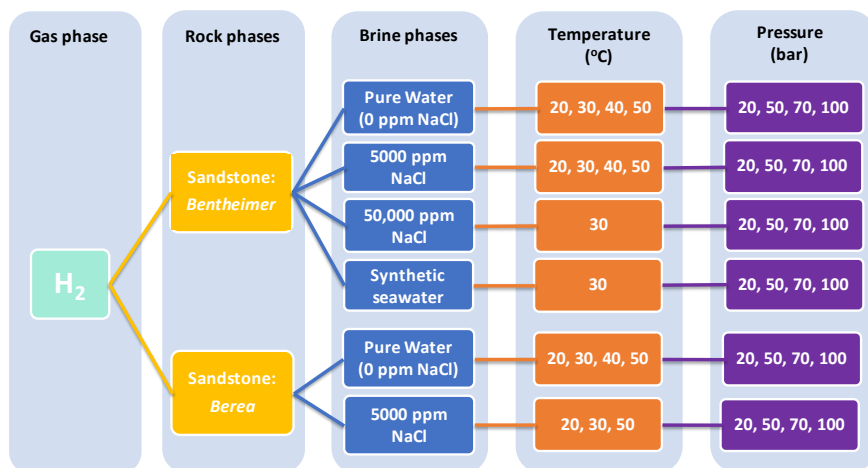 Gas phase
Rock phases
Brine phases
Temperature
(⁰C)
Pressure
(bar)
Pure Water
(0 ppm NaCl)
20, 30, 40, 50
20, 50, 70, 100
Sandstone:
Bentheimer
5000 ppm
NaCl
20, 30, 40, 50
20, 50, 70, 100
50,000 ppm
NaCl
30
20, 50, 70, 100
H₂
Synthetic
seawater
30
20, 50, 70, 100
Sandstone:
Berea
Pure Water
(0 ppm NaCl)
20, 30, 40, 50
20, 50, 70, 100
5000 ppm
NaCl
20, 30, 50
20, 50, 70, 100